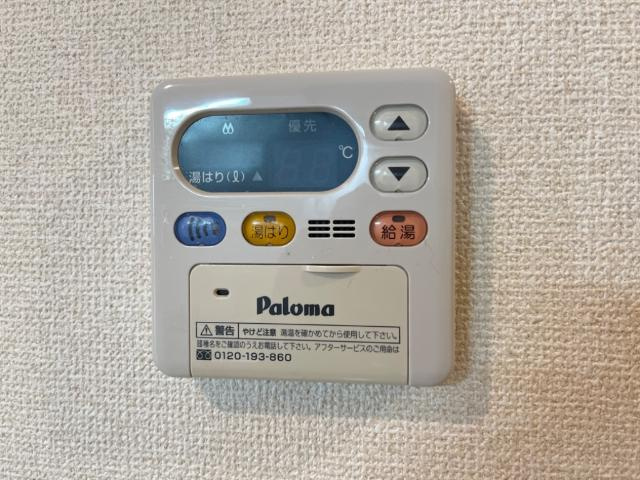 優先
℃
湯はり(ℓ)
湯はり
給湯
Paloma
警告 やけど注意 湯温を確かめてから使用して下さい。
器種名をご確認のうえお電話して下さい。アフターサービスのご用命は
0120-193-860